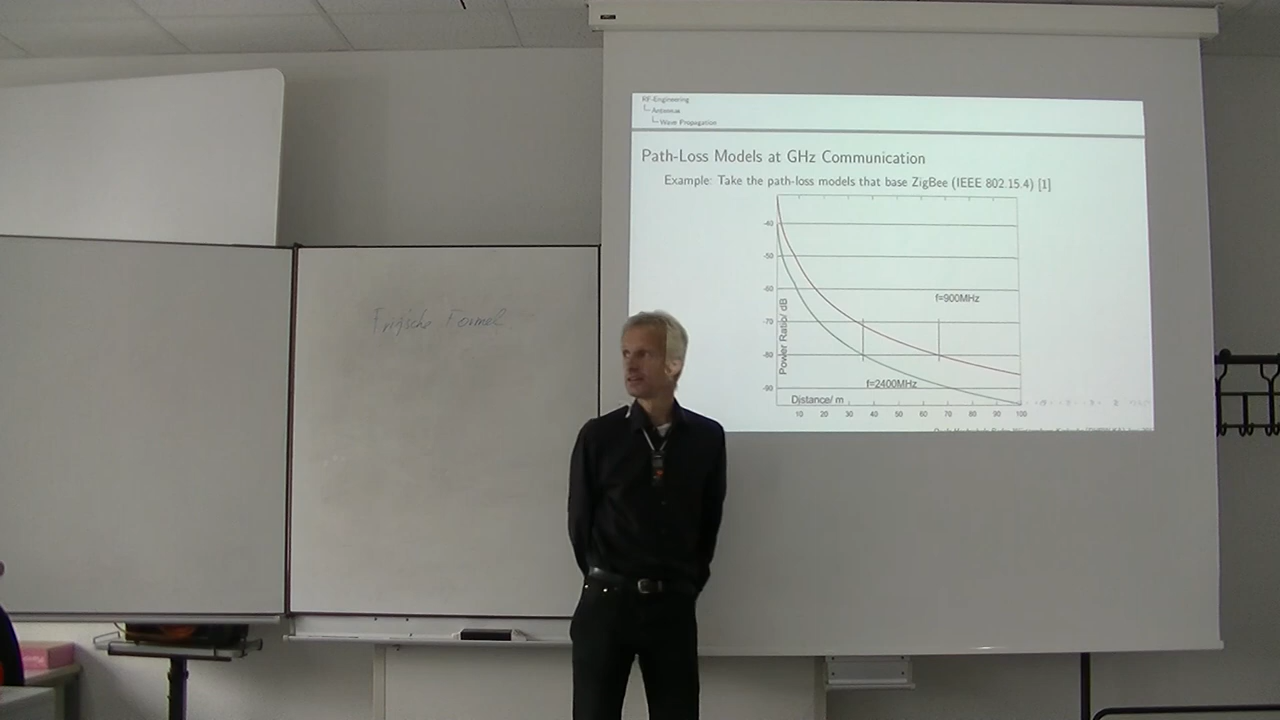 RF-Engineering
Antennas
Wave Propagation
Path-Loss Models at GHz Communication
Example: Take the path-loss models that base ZigBee (IEEE 802.15.4) [1]
-40
-50
-60
-70
-80
-90
Power Ratio/ dB
f=900MHz
f=2400MHz
Distance/ m
10 20 30 40 50 60 70 80 90 100
Formel